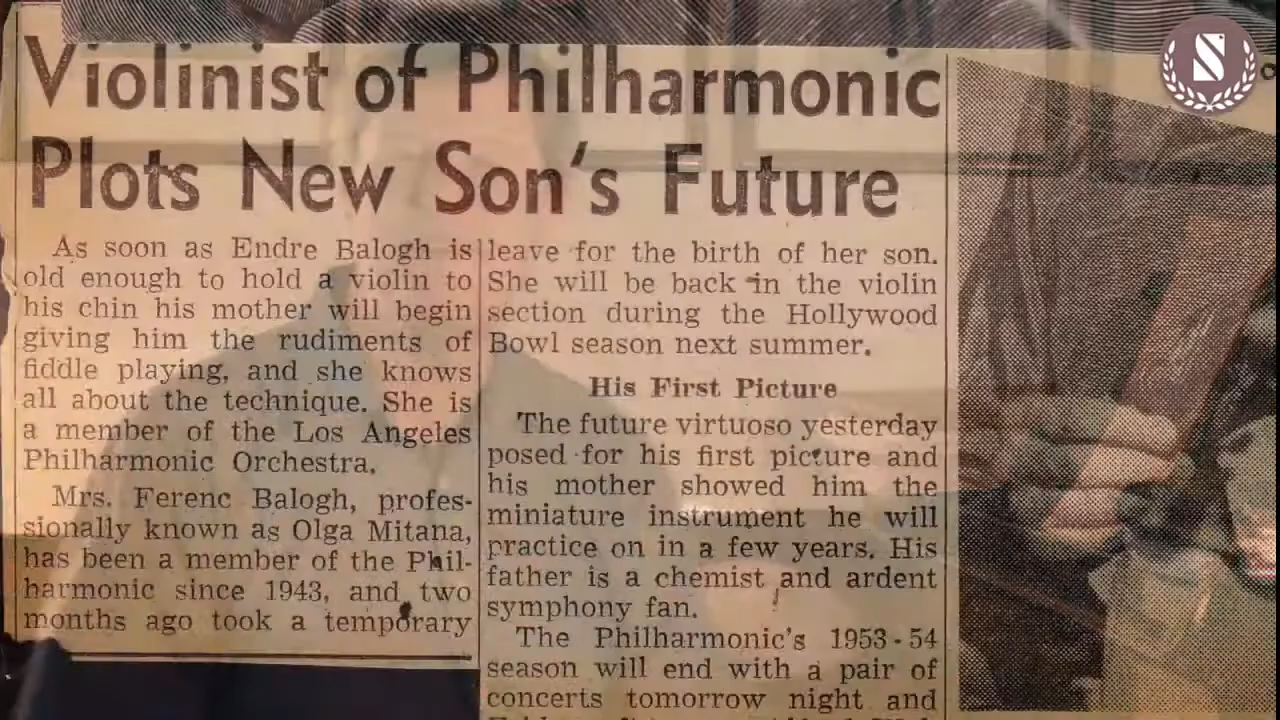 Violinist of Philharmonic
Plots New Son's Future
As soon as Endre Balogh is
old enough to hold a violin to
his chin his mother will begin
giving him the rudiments of
fiddle playing, and she knows
all about the technique. She is
a member of the Los Angeles
Philharmonic Orchestra.
Mrs. Ferenc Balogh, profes-
sionally known as Olga Mitana,
has been a member of the Phil-
harmonic since 1943, and two
months ago took a temporary
leave for the birth of her son.
She will be back in the violin
section during the Hollywood
Bowl season next summer.
His First Picture
The future virtuoso yesterday
posed for his first picture and
his mother showed him the
miniature instrument he will
practice on in a few years. His
father is a chemist and ardent
symphony fan.
The Philharmonic's 1953-54
season will end with a pair of
concerts tomorrow night and